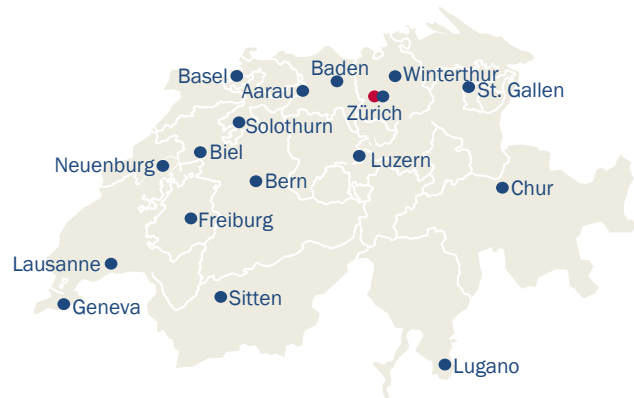 Basel
Baden
Winterthur
Aarau
St. Gallen
Zürich
Solothurn
Biel
Luzern
Neuenburg
Bern
Chur
Freiburg
Lausanne
Sitten
Geneva
Lugano